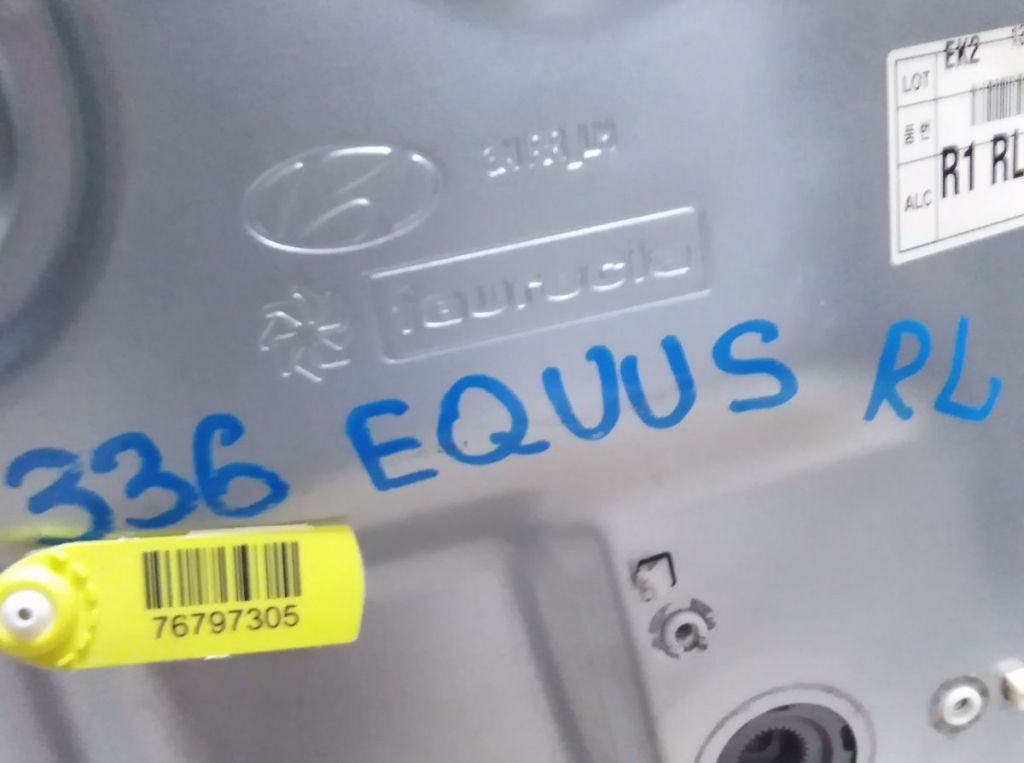 EK2
LOT
품번
R1 RL
ALC
faurecia
336 EQUUS RL
76797305